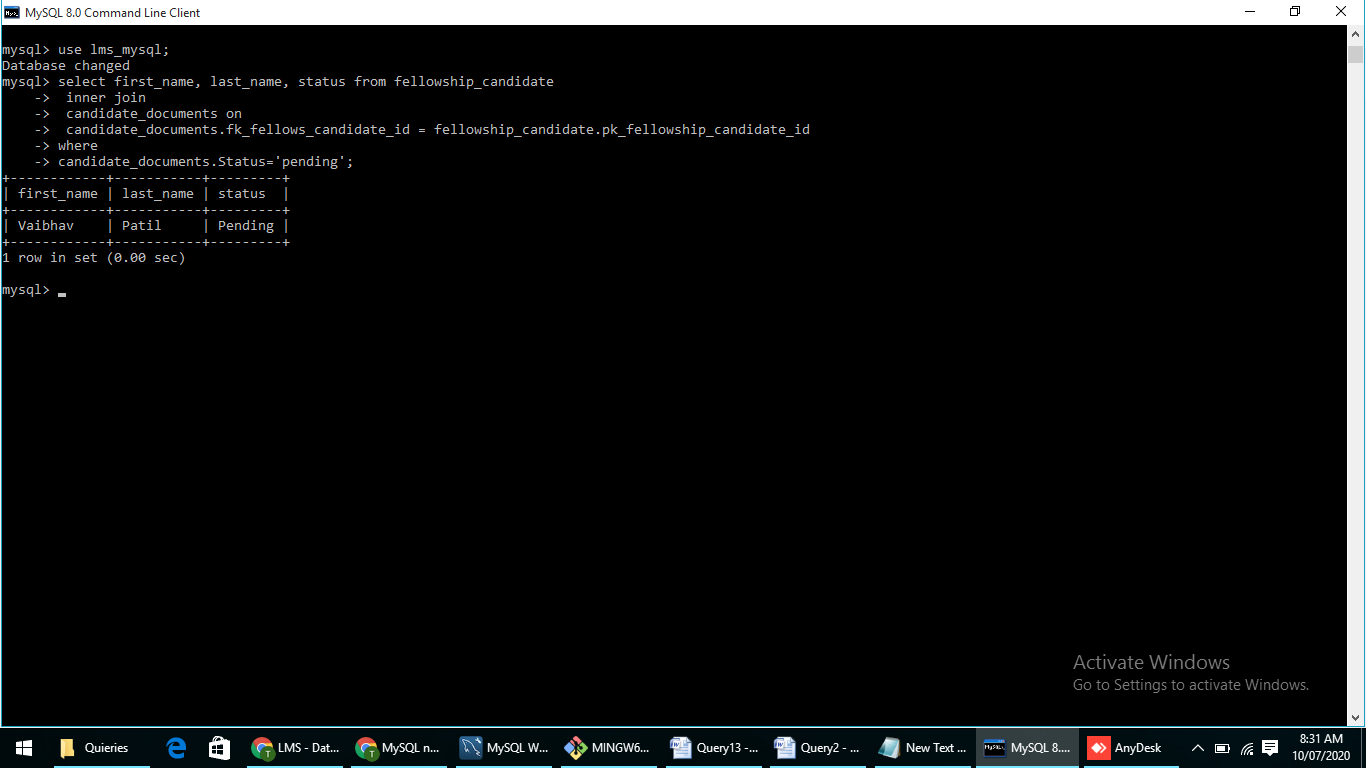 MySQL 8.0 Command Line Client
mysql> use lms_mysql;
Database changed
mysql> select first_name, last_name, status from fellowship_candidate
    ->  inner join
    ->  candidate_documents on
    ->  candidate_documents.fk_fellows_candidate_id = fellowship_candidate.pk_fellowship_candidate_id
    -> where
    -> candidate_documents.Status='pending';
+------------+-----------+---------+
| first_name | last_name | status  |
+------------+-----------+---------+
| Vaibhav    | Patil     | Pending |
+------------+-----------+---------+
1 row in set (0.00 sec)
mysql>
Activate Windows
Go to Settings to activate Windows.
Quieries
LMS - Dat...
MySQL n...
MySQL W...
MINGW6...
Query13 -...
Query2 - ...
New Text ...
MySQL 8....
AnyDesk
8:31 AM
10/07/2020